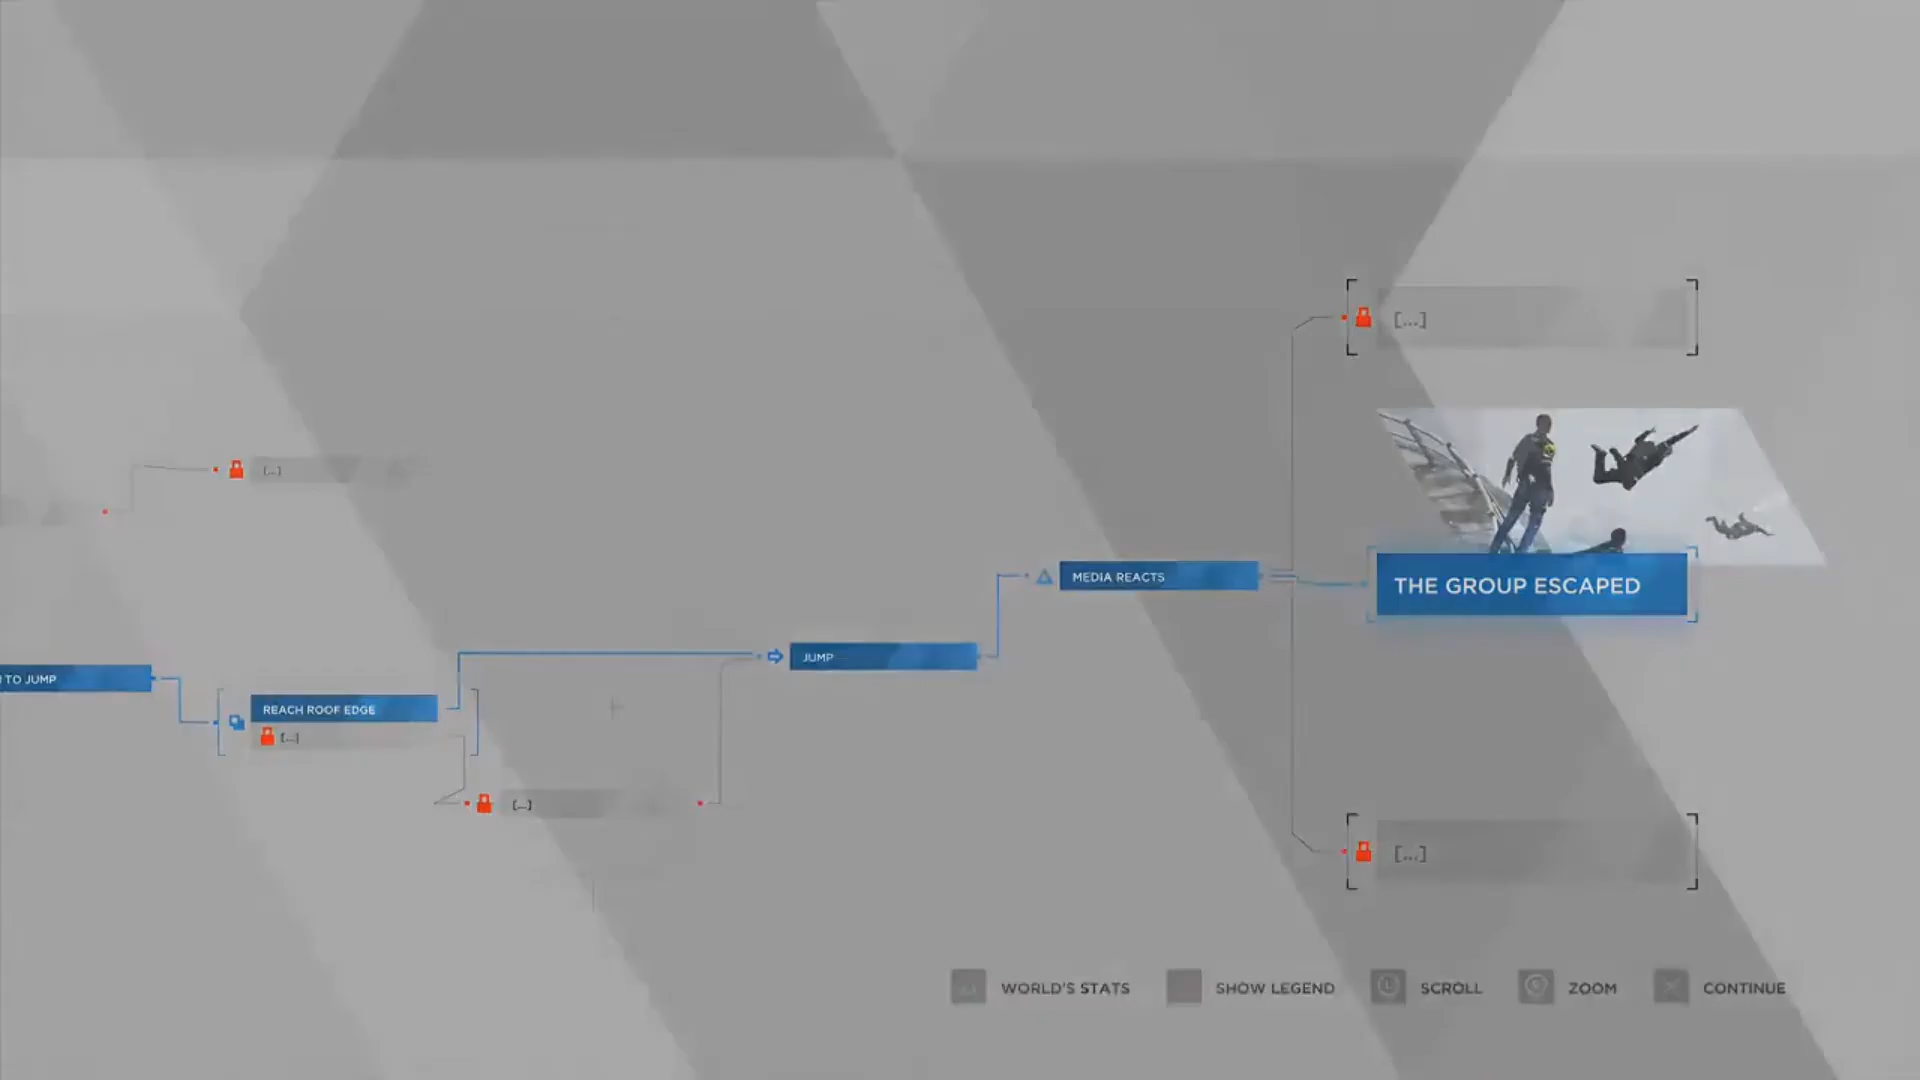 [...]
[...]
THE GROUP ESCAPED
MEDIA REACTS
JUMP
TO JUMP
REACH ROOF EDGE
[...]
[...]
[...]
WORLD'S STATS
SHOW LEGEND
SCROLL
ZOOM
CONTINUE